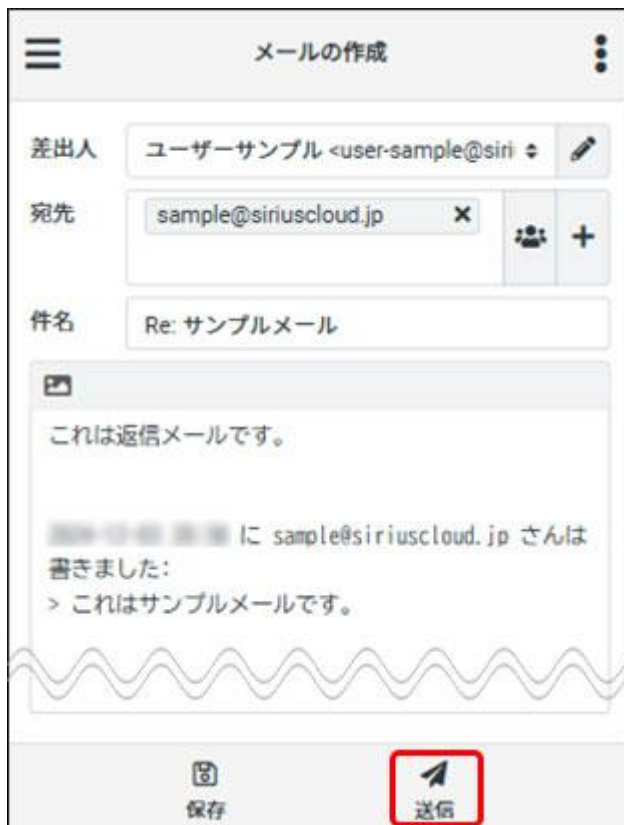 メールの作成
差出人 ユーザーサンプル <user-sample@siri
宛先 sample@siriuscloud.jp
件名 Re: サンプルメール
これは返信メールです。
に sample@siriuscloud.jp さんは
書きました:
> これはサンプルメールです。
保存 送信